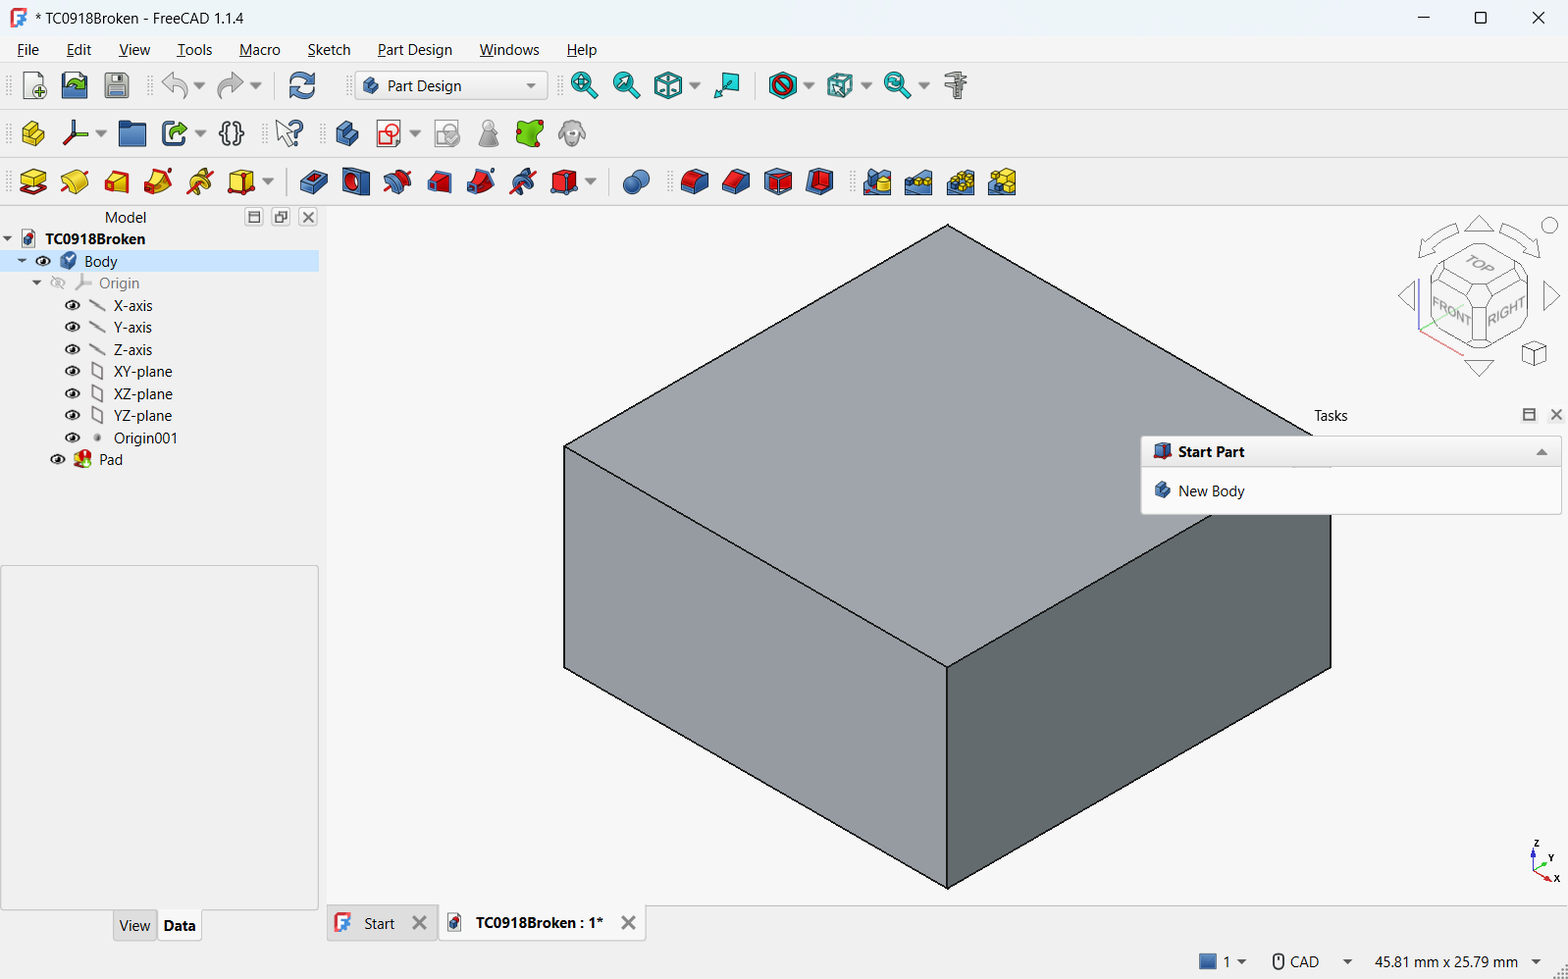 * TC0918Broken - FreeCAD 1.1.4
File Edit View Tools Macro Sketch Part Design Windows Help
Part Design
Model
TC0918Broken
Body
Origin
X-axis
Y-axis
Z-axis
XY-plane
XZ-plane
YZ-plane
Origin001
Pad
TOP
FRONT
RIGHT
Tasks
Start Part
New Body
Z
Y
X
View Data
Start
TC0918Broken : 1*
1
CAD
45.81 mm x 25.79 mm